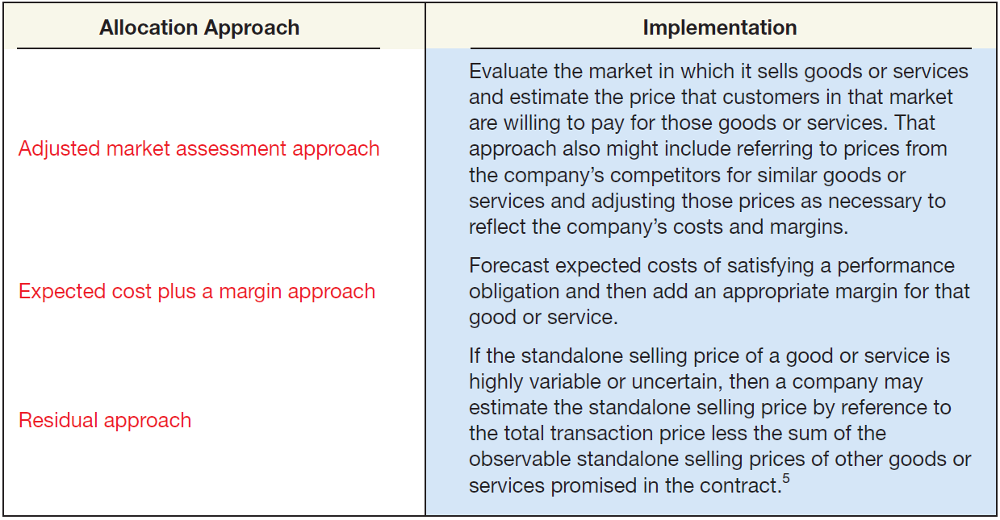 Allocation Approach
Implementation
Adjusted market assessment approach
Evaluate the market in which it sells goods or services
and estimate the price that customers in that market
are willing to pay for those goods or services. That
approach also might include referring to prices from
the company’s competitors for similar goods or
services and adjusting those prices as necessary to
reflect the company’s costs and margins.
Expected cost plus a margin approach
Forecast expected costs of satisfying a performance
obligation and then add an appropriate margin for that
good or service.
Residual approach
If the standalone selling price of a good or service is
highly variable or uncertain, then a company may
estimate the standalone selling price by reference to
the total transaction price less the sum of the
observable standalone selling prices of other goods or
services promised in the contract.5